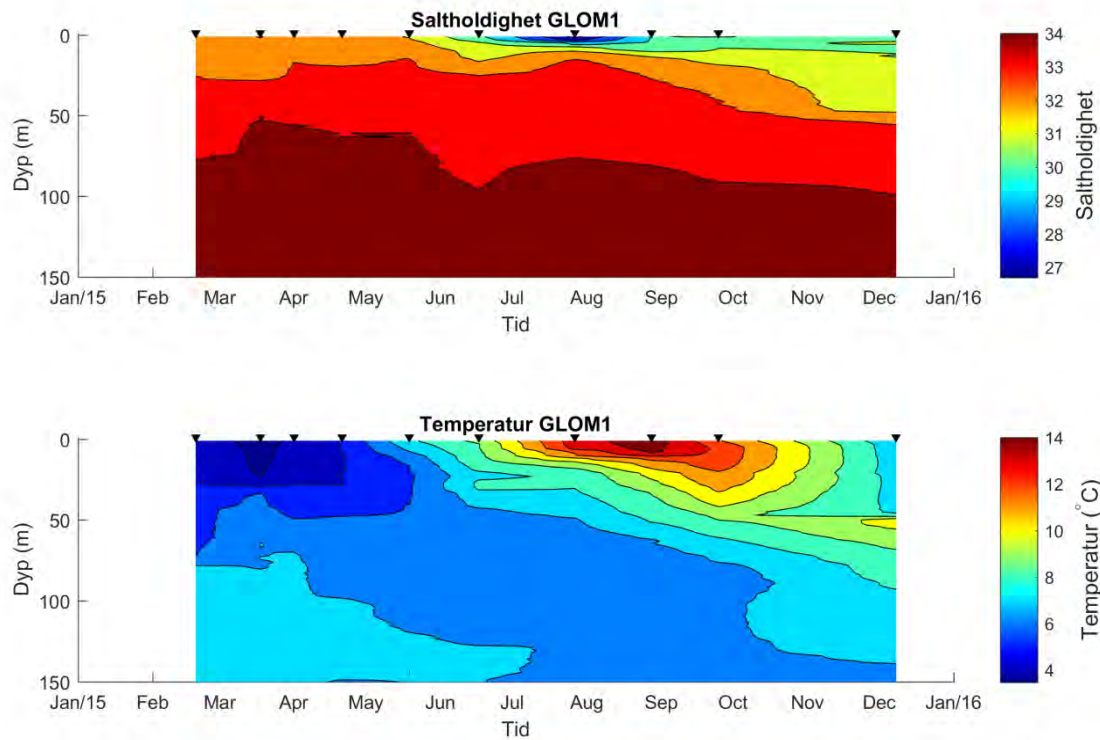 Saltholdighet GLOM1
0
50
100
150
Dyp (m)
Jan/15 Feb Mar Apr May Jun Jul Aug Sep Oct Nov Dec Jan/16
Tid
34
33
32
31
30
29
28
27
Saltholdighet
Temperatur GLOM1
0
50
100
150
Dyp (m)
Jan/15 Feb Mar Apr May Jun Jul Aug Sep Oct Nov Dec Jan/16
Tid
14
12
10
8
6
4
Temperatur (°C)